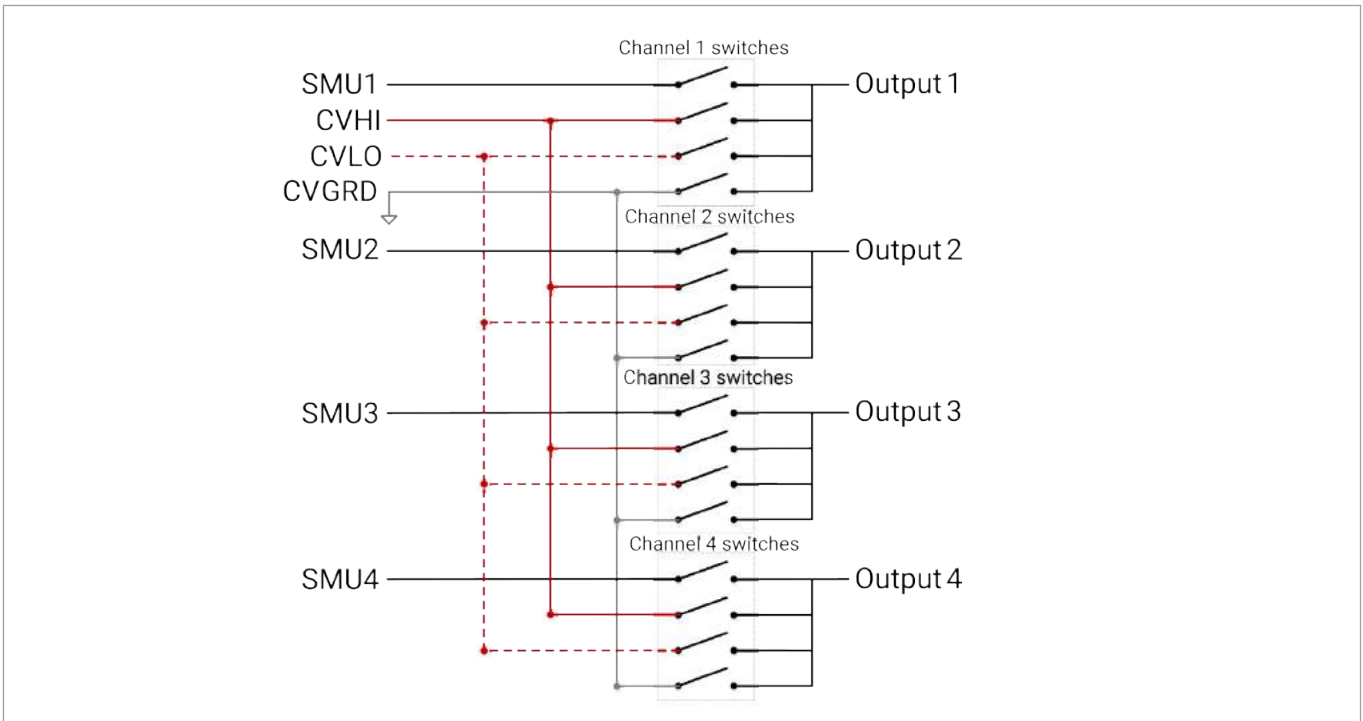 Channel 1 switches
SMU1
Output 1
CVHI
CVLO
CVGRD
Channel 2 switches
SMU2
Output 2
Channel 3 switches
SMU3
Output 3
Channel 4 switches
SMU4
Output 4